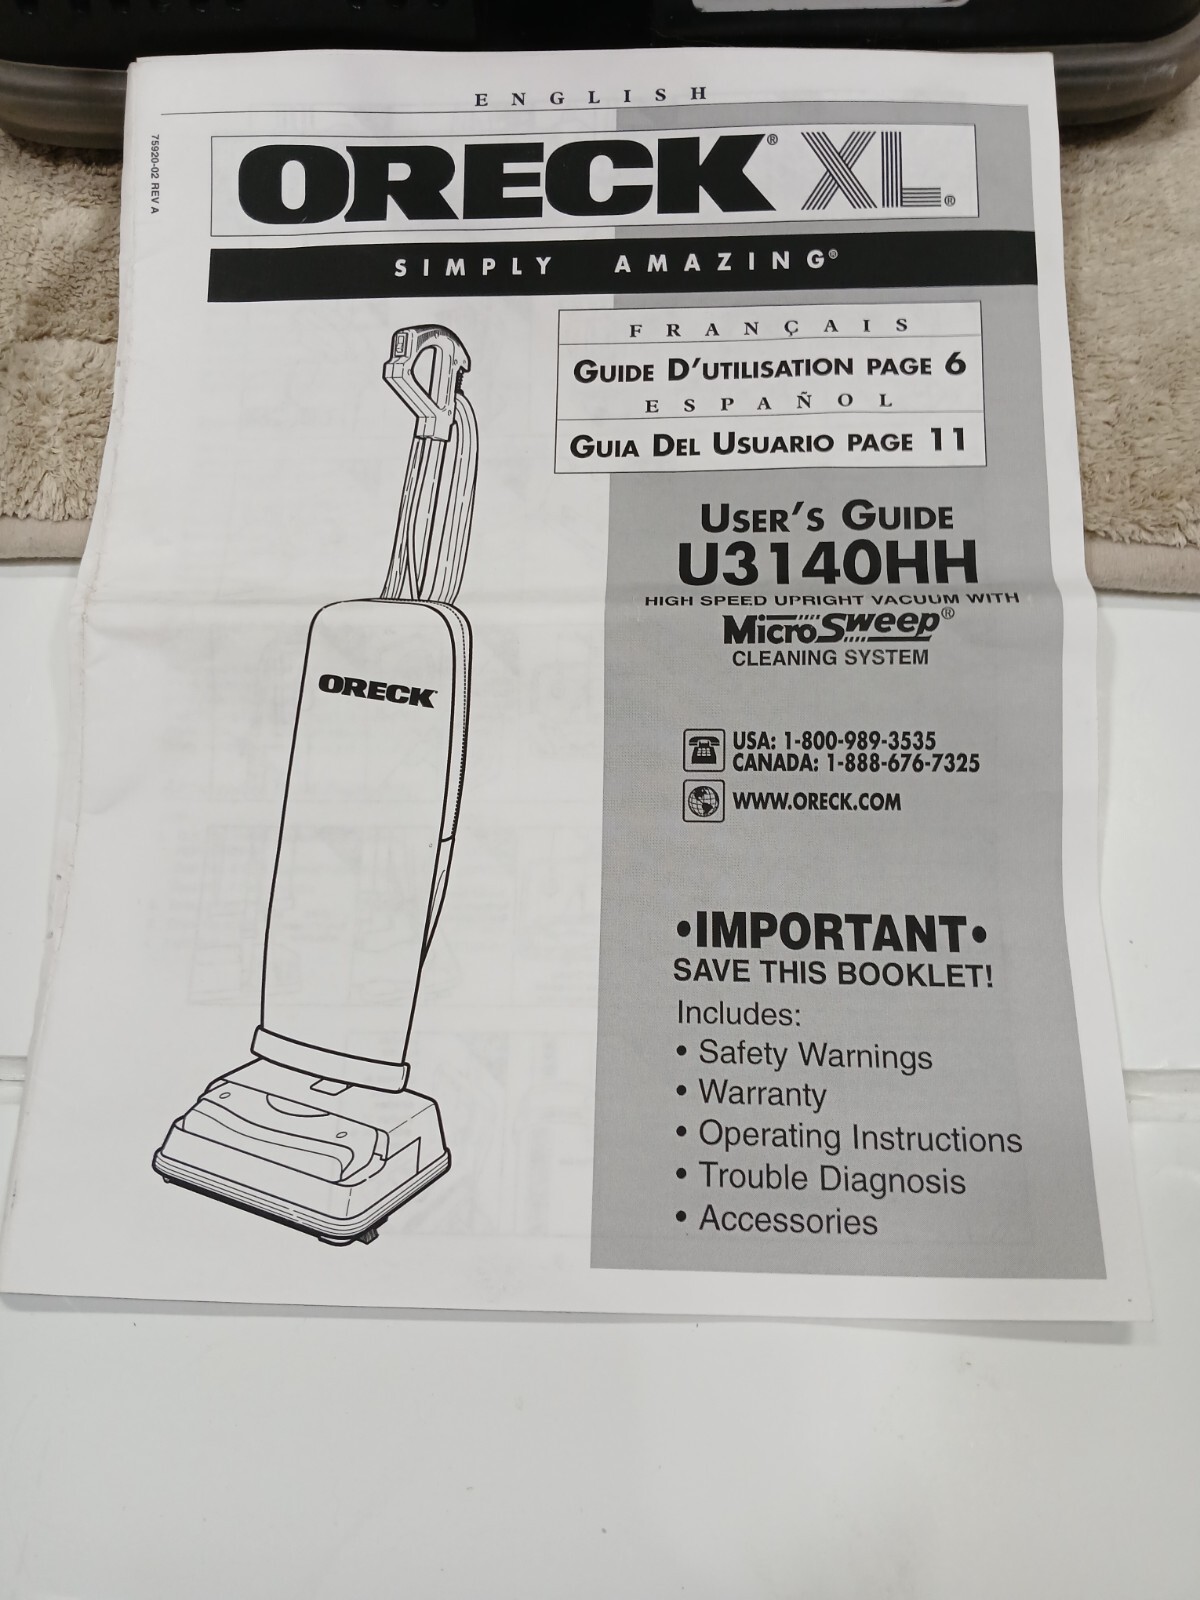 ENGLISH
75920-02 REV A
ORECK® XL®
SIMPLY AMAZING®
FRANÇAIS
GUIDE D'UTILISATION PAGE 6
ESPAÑOL
GUIA DEL USUARIO PAGE 11
USER'S GUIDE
U3140HH
HIGH SPEED UPRIGHT VACUUM WITH
MicroSweep®
CLEANING SYSTEM
ORECK
USA: 1-800-989-3535
CANADA: 1-888-676-7325
WWW.ORECK.COM
•IMPORTANT•
SAVE THIS BOOKLET!
Includes:
• Safety Warnings
• Warranty
• Operating Instructions
• Trouble Diagnosis
• Accessories